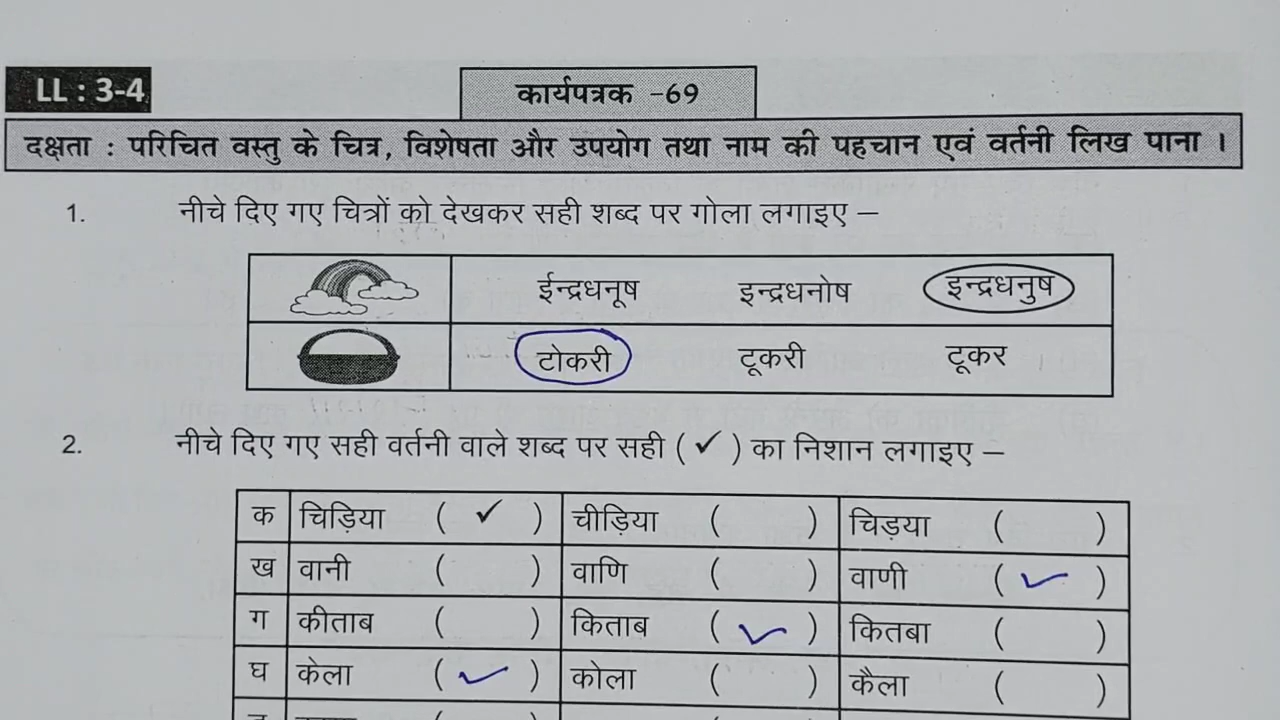 LL : 3-4
कार्यपत्रक -69
दक्षता : परिचित वस्तु के चित्र, विशेषता और उपयोग तथा नाम की पहचान एवं वर्तनी लिख पाना ।
1. नीचे दिए गए चित्रों को देखकर सही शब्द पर गोला लगाइए –
ईन्द्रधनूष इन्द्रधनोष इन्द्रधनुष
टोकरी टूकरी टूकर
2. नीचे दिए गए सही वर्तनी वाले शब्द पर सही ( ✓ ) का निशान लगाइए –
क चिड़िया ( ✓ ) चीड़िया ( ) चिड़या ( )
ख वानी ( ) वाणि ( ) वाणी ( ✓ )
ग कीताब ( ) किताब ( ✓ ) कितबा ( )
घ केला ( ✓ ) कोला ( ) कैला ( )